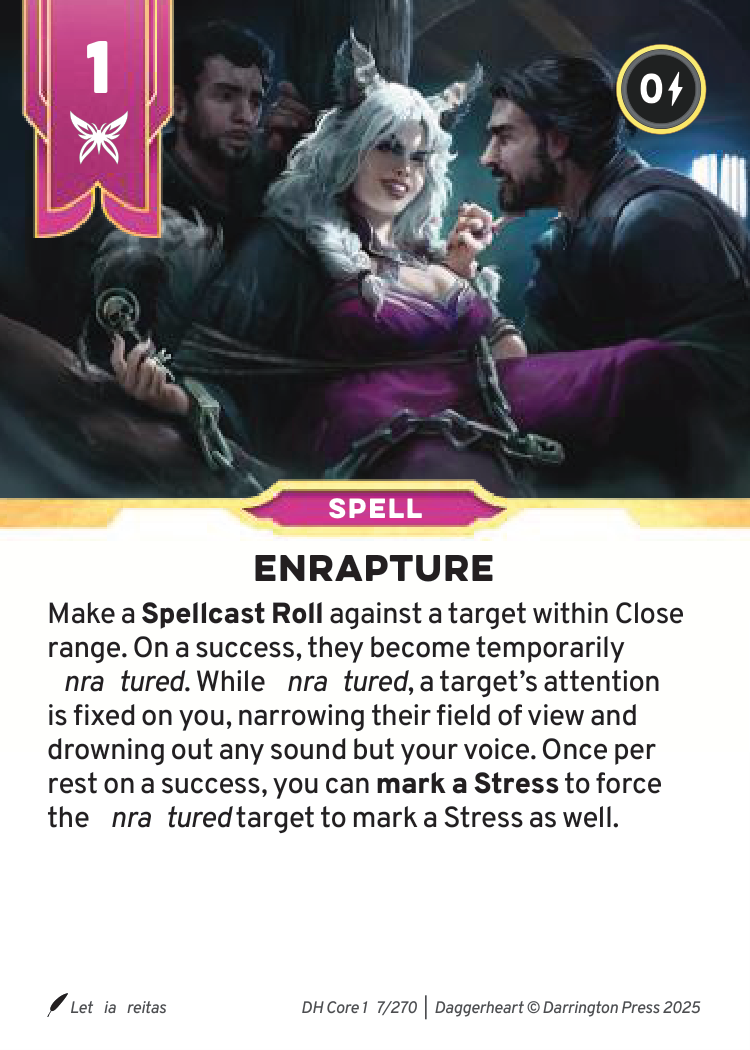 1
0
SPELL
ENRAPTURE
Make a Spellcast Roll against a target within Close
range. On a success, they become temporarily
nra tured. While nra tured, a target’s attention
is fixed on you, narrowing their field of view and
drowning out any sound but your voice. Once per
rest on a success, you can mark a Stress to force
the nra tured target to mark a Stress as well.
Let ia reitas
DH Core 1 7/270 | Daggerheart © Darrington Press 2025